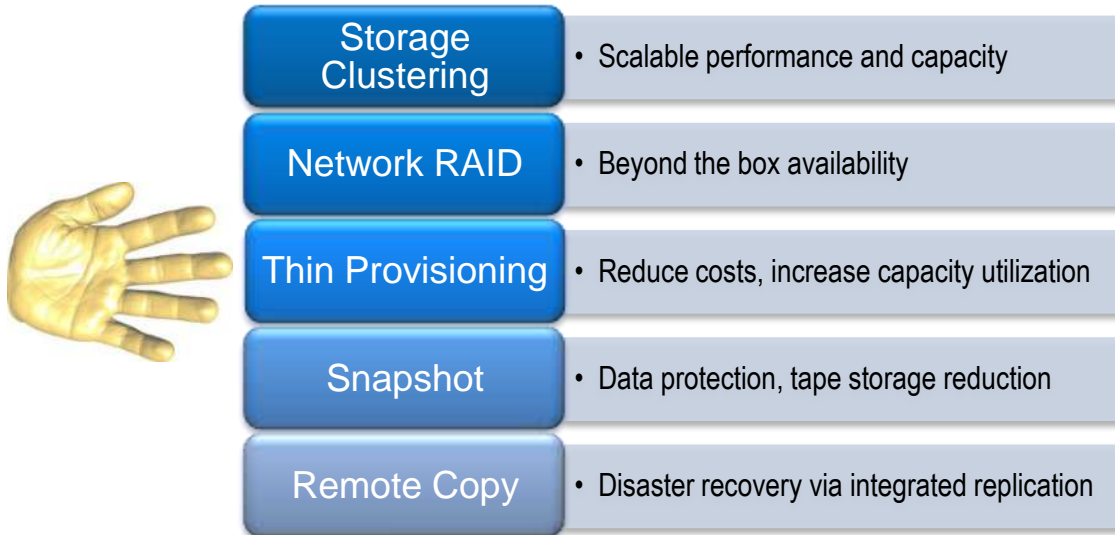 Storage
Clustering
• Scalable performance and capacity
Network RAID
• Beyond the box availability
Thin Provisioning
• Reduce costs, increase capacity utilization
Snapshot
• Data protection, tape storage reduction
Remote Copy
• Disaster recovery via integrated replication